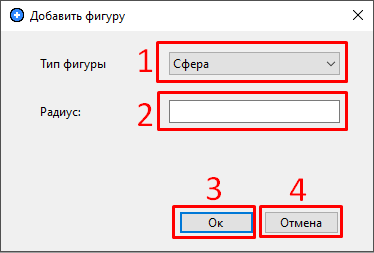 Добавить фигуру
Тип фигуры 1 Сфера
Радиус: 2
3 4
Ок Отмена